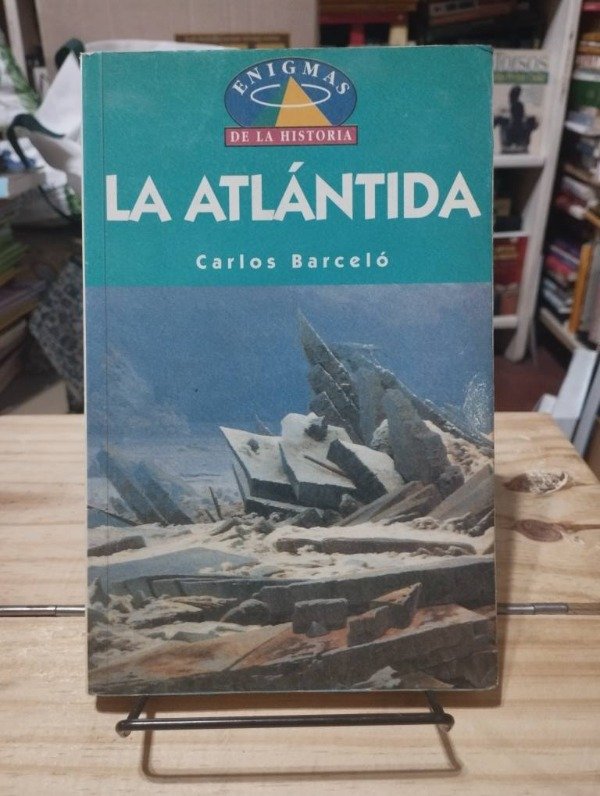 ENIGMAS
DE LA HISTORIA
LA ATLÁNTIDA
Carlos Barceló